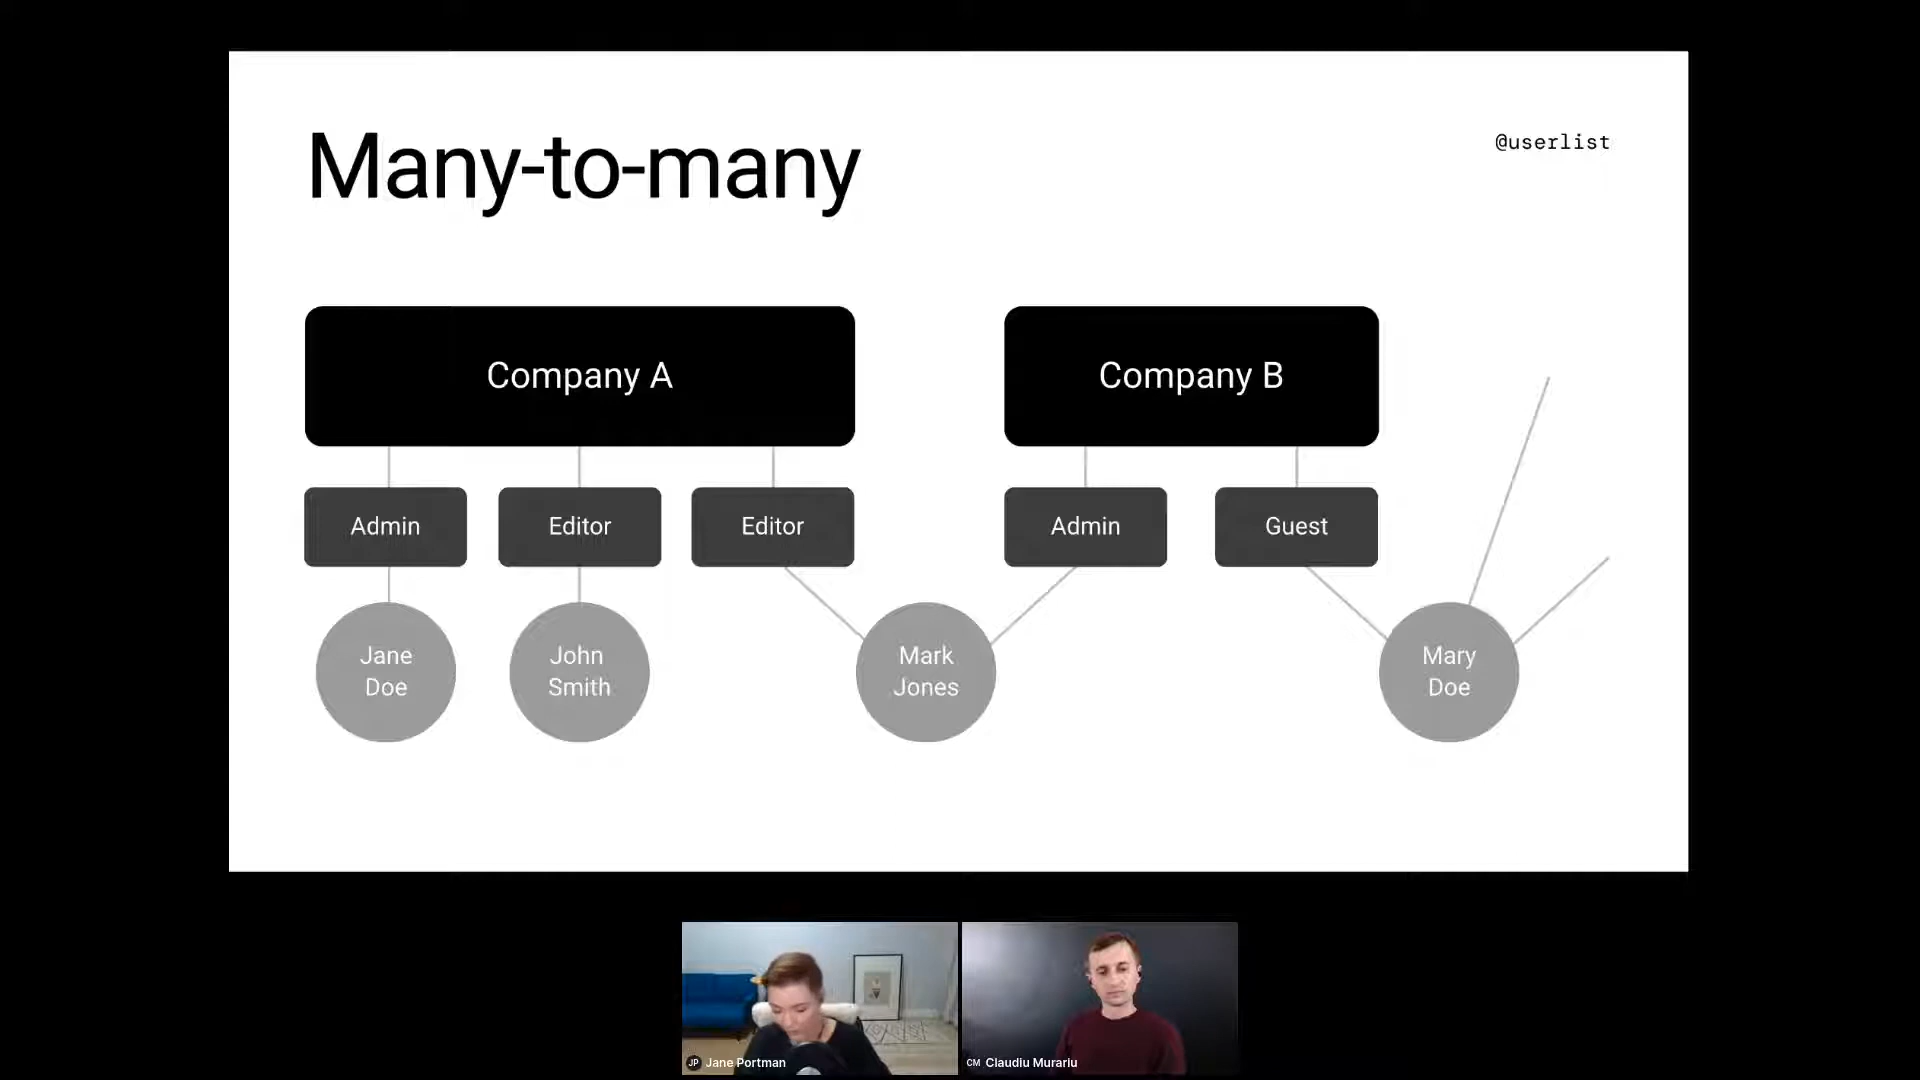 Many-to-many
@userlist
Company A
Company B
Admin
Editor
Editor
Admin
Guest
Jane
Doe
John
Smith
Mark
Jones
Mary
Doe
JP Jane Portman
CM Claudiu Murariu